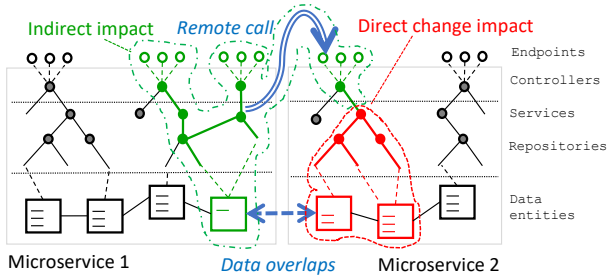 Indirect impact
Remote call
Direct change impact
Endpoints
Controllers
Services
Repositories
Data
entities
Microservice 1
Data overlaps
Microservice 2